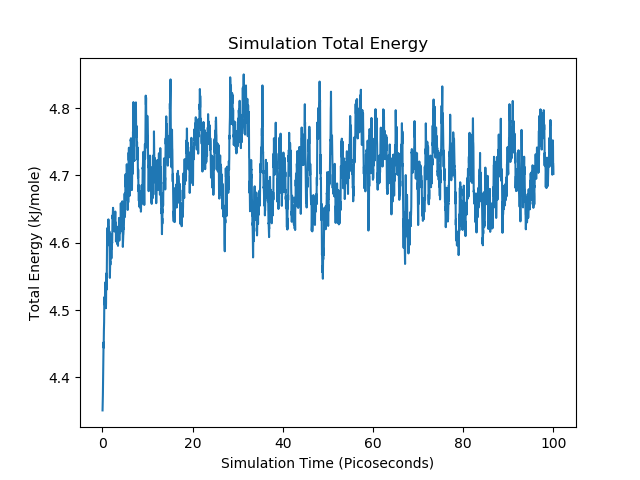 Simulation Total Energy
Total Energy (kJ/mole)
4.8
4.7
4.6
4.5
4.4
0 20 40 60 80 100
Simulation Time (Picoseconds)